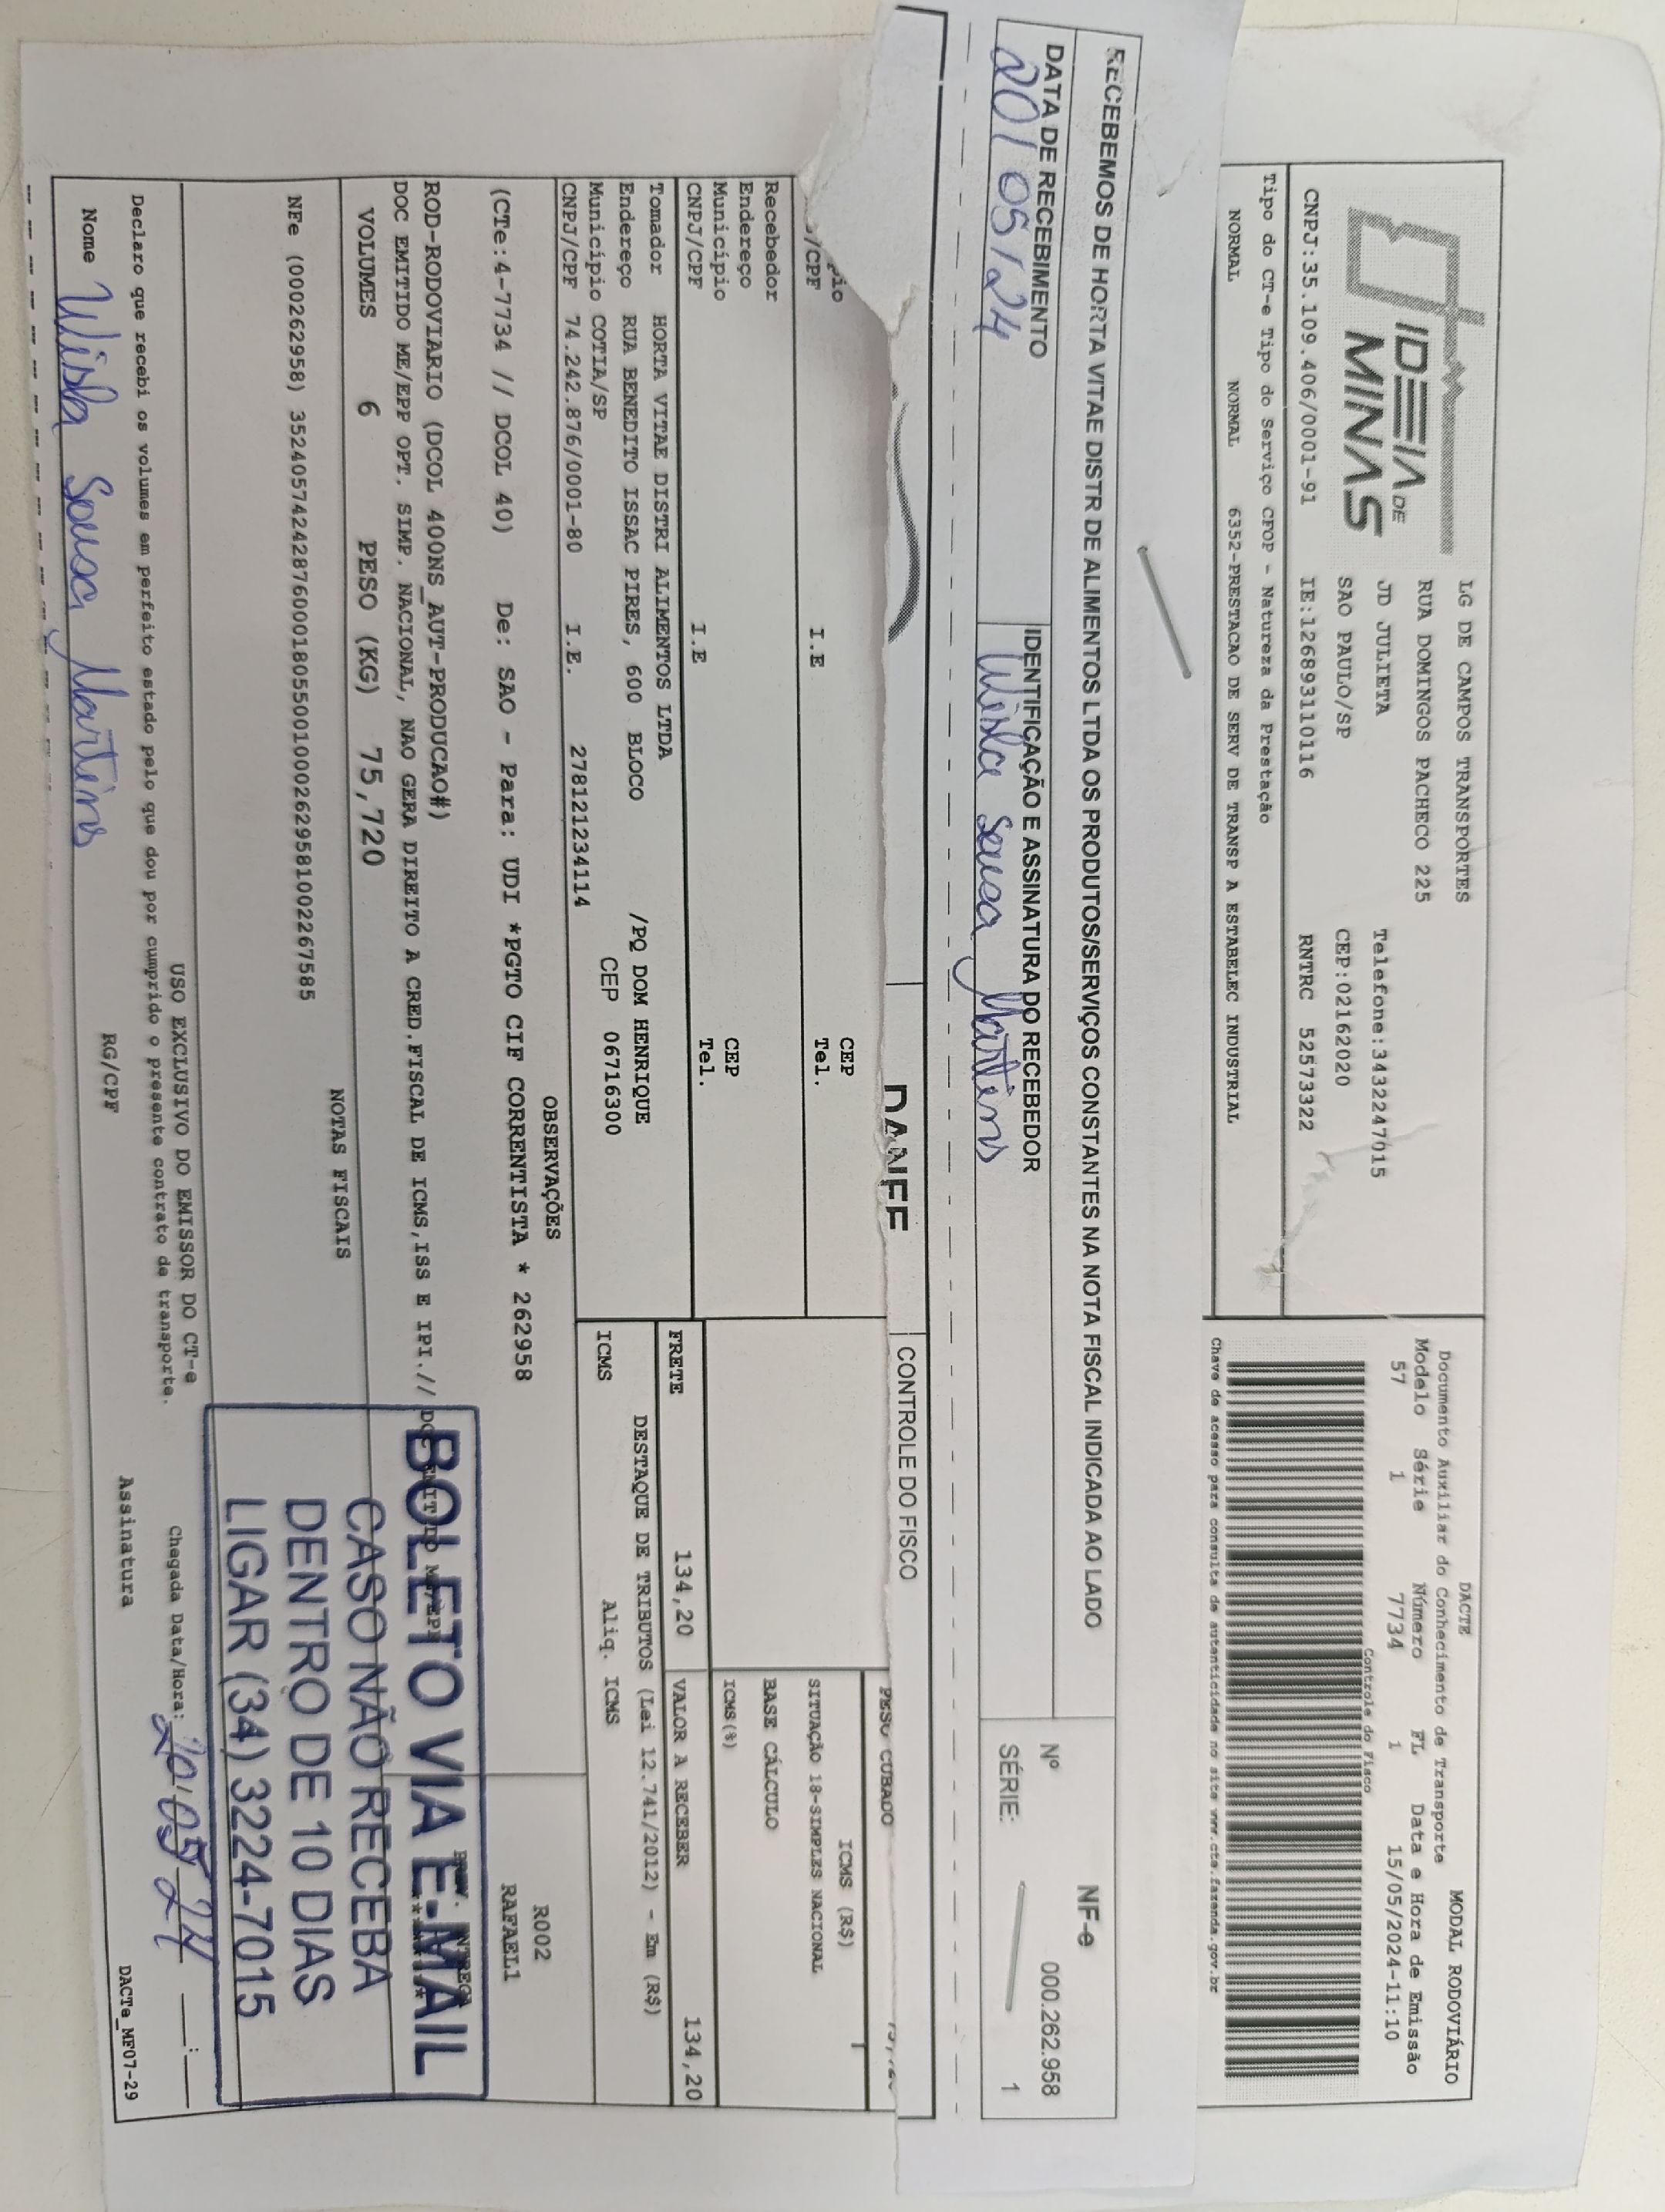 IDEIA DE
MINAS
LG DE CAMPOS TRANSPORTES
RUA DOMINGOS PACHECO 225
JD JULIETA
Telefone:3432247015
SAO PAULO/SP
CEP:02162020
CNPJ:35.109.406/0001-91
IE:126893110116
RNTRC 52573322
Tipo do CT-e Tipo do Serviço CFOP - Natureza da Prestação
NORMAL NORMAL 6352-PRESTACAO DE SERV DE TRANSP A ESTABELEC INDUSTRIAL
DACTE
MODAL RODOVIÁRIO
Documento Auxiliar do Conhecimento de Transporte
Modelo Série Número FL Data e Hora de Emissão
57 1 7734 1 15/05/2024-11:10
Controle do Fisco
Chave de acesso para consulta de autenticidade no site www.cte.fazenda.gov.br
RECEBEMOS DE HORTA VITAE DISTR DE ALIMENTOS LTDA OS PRODUTOS/SERVIÇOS CONSTANTES NA NOTA FISCAL INDICADA AO LADO
DATA DE RECEBIMENTO
20/05/24
IDENTIFICAÇÃO E ASSINATURA DO RECEBEDOR
Wisla Sousa Martins
NF-e
Nº 000.262.958
SÉRIE: 1
CONTROLE DO FISCO
PESO CUBADO
CEP
/CPF I.E Tel.
Recebedor
Endereço
Município CEP
CNPJ/CPF I.E Tel.
ICMS (R$)
SITUAÇÃO 18-SIMPLES NACIONAL
BASE CÁLCULO
ICMS(%)
Tomador HORTA VITAE DISTRI ALIMENTOS LTDA
Endereço RUA BENEDITO ISSAC PIRES, 600 BLOCO /PQ DOM HENRIQUE
Município COTIA/SP CEP 06716300
CNPJ/CPF 74.242.876/0001-80 I.E. 278121234114
FRETE 134,20 VALOR A RECEBER 134,20
DESTAQUE DE TRIBUTOS (Lei 12.741/2012) - Em (R$)
ICMS Aliq. ICMS
OBSERVAÇÕES
(CTe:4-7734 // DCOL 40) De: SAO - Para: UDI *PGTO CIF CORRENTISTA * 262958
R002
RAFAEL1
ROD-RODOVIARIO (DCOL 400NS_AUT-PRODUCAO#)
DOC EMITIDO ME/EPP OPT. SIMP. NACIONAL, NAO GERA DIREITO A CRED.FISCAL DE ICMS,ISS E IPI.//
VOLUMES 6 PESO (KG) 75,720
NOTAS FISCAIS
NFe (000262958) 35240574242876000180550010002629581002267585
BOLETO VIA E-MAIL
CASO NÃO RECEBA
DENTRO DE 10 DIAS
LIGAR (34) 3224-7015
USO EXCLUSIVO DO EMISSOR DO CT-e
Declaro que recebi os volumes em perfeito estado pelo que dou por cumprido o presente contrato de transporte.
Chegada Data/Hora: 20/05/24 __:__
Nome Wisla Sousa Martins RG/CPF Assinatura
DACTe_MF07-29